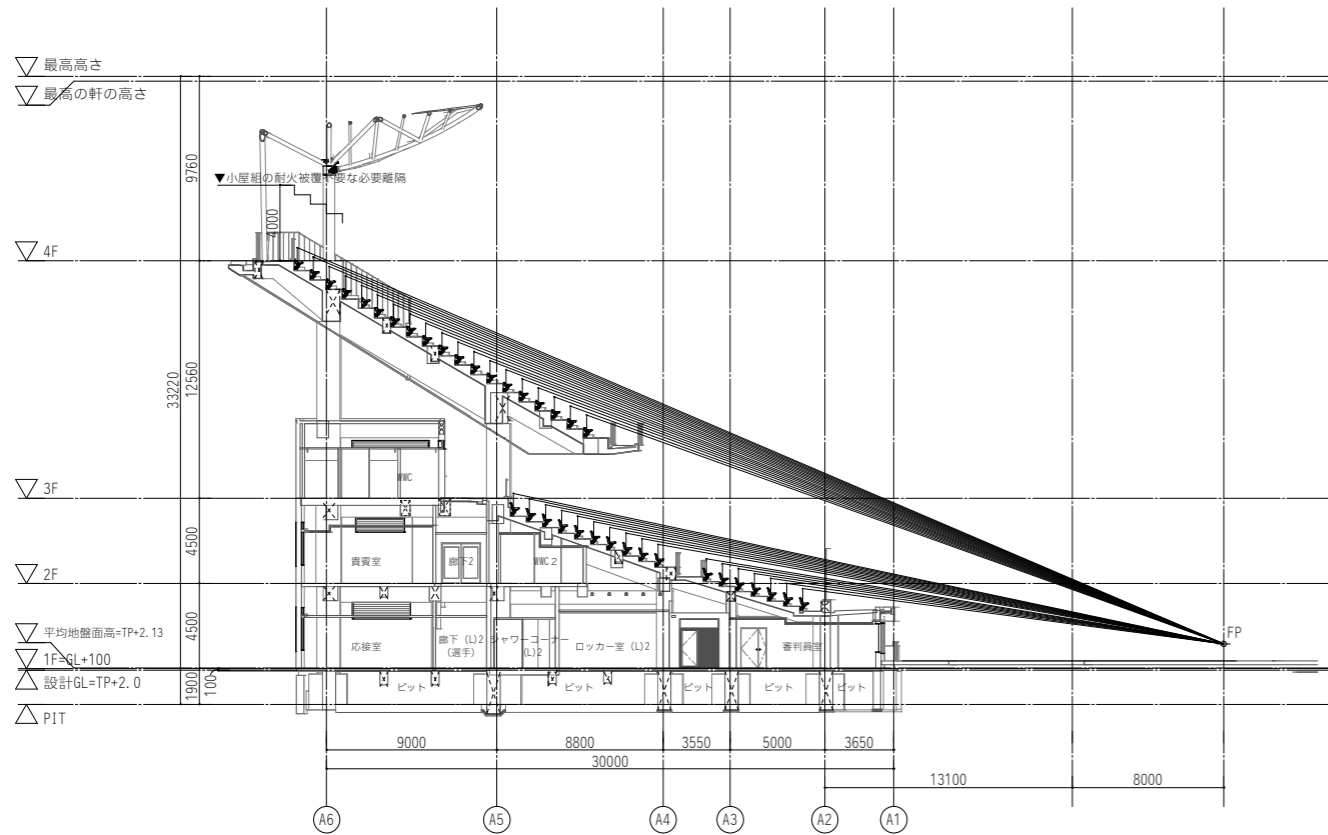 最高高さ
最高の軒の高さ
9760
▼小屋組の耐火被覆不要な必要離隔
4000
4F
33220
12560
WWC
3F
4500
貴賓室
廊下2
WWC2
2F
4500
平均地盤面高=TP+2.13
応接室
廊下 (L)2
(選手)
シャワーコーナー
(L)2
ロッカー室 (L)2
審判員室
FP
1F=GL+100
設計GL=TP+2.0
1900
100
ピット
ピット
ピット
ピット
ピット
PIT
9000
8800
3550
5000
3650
30000
13100
8000
A6
A5
A4
A3
A2
A1